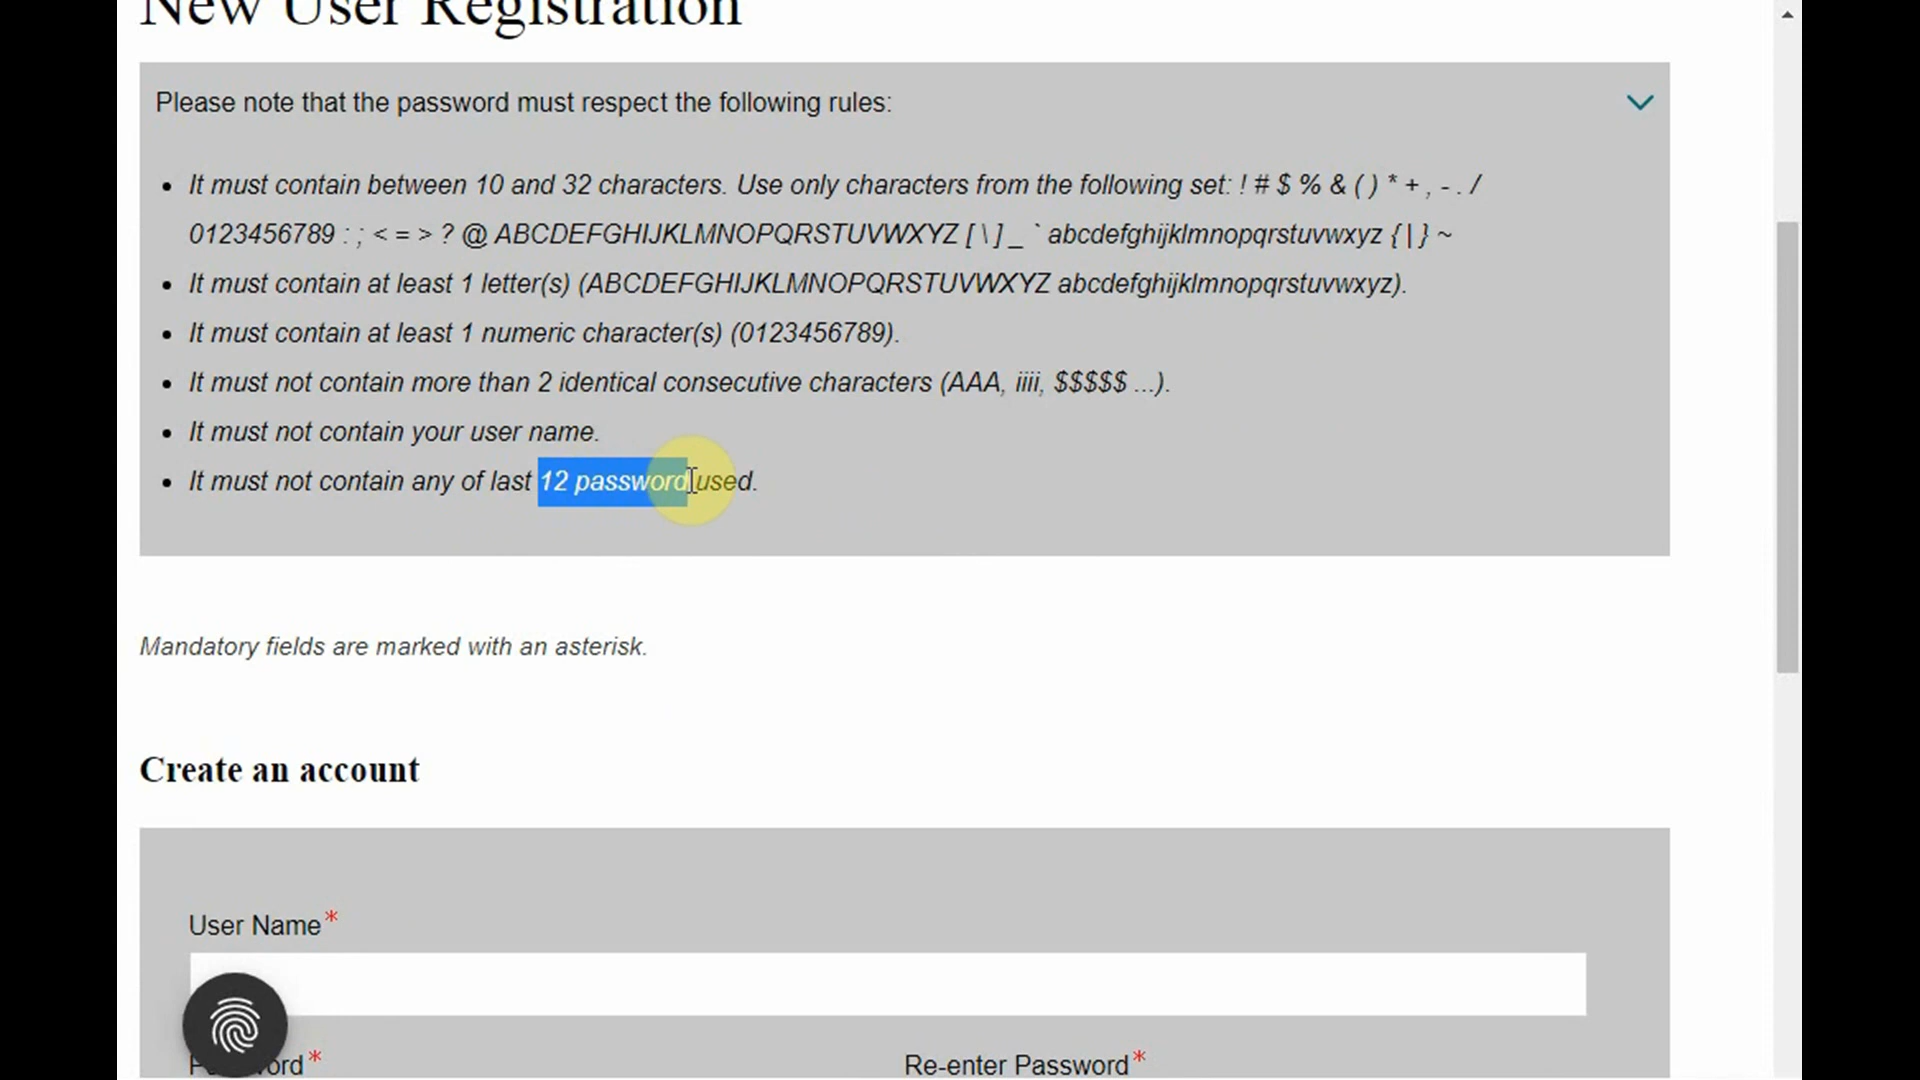 New User Registration
Please note that the password must respect the following rules:
• It must contain between 10 and 32 characters. Use only characters from the following set: ! # $ % & ( ) * + , - . /
0123456789 : ; < = > ? @ ABCDEFGHIJKLMNOPQRSTUVWXYZ [ \ ] _ ` abcdefghijklmnopqrstuvwxyz { | } ~
• It must contain at least 1 letter(s) (ABCDEFGHIJKLMNOPQRSTUVWXYZ abcdefghijklmnopqrstuvwxyz).
• It must contain at least 1 numeric character(s) (0123456789).
• It must not contain more than 2 identical consecutive characters (AAA, iiii, $$$$$ ...).
• It must not contain your user name.
• It must not contain any of last 12 password used.
Mandatory fields are marked with an asterisk.
Create an account
User Name*
Password* Re-enter Password*